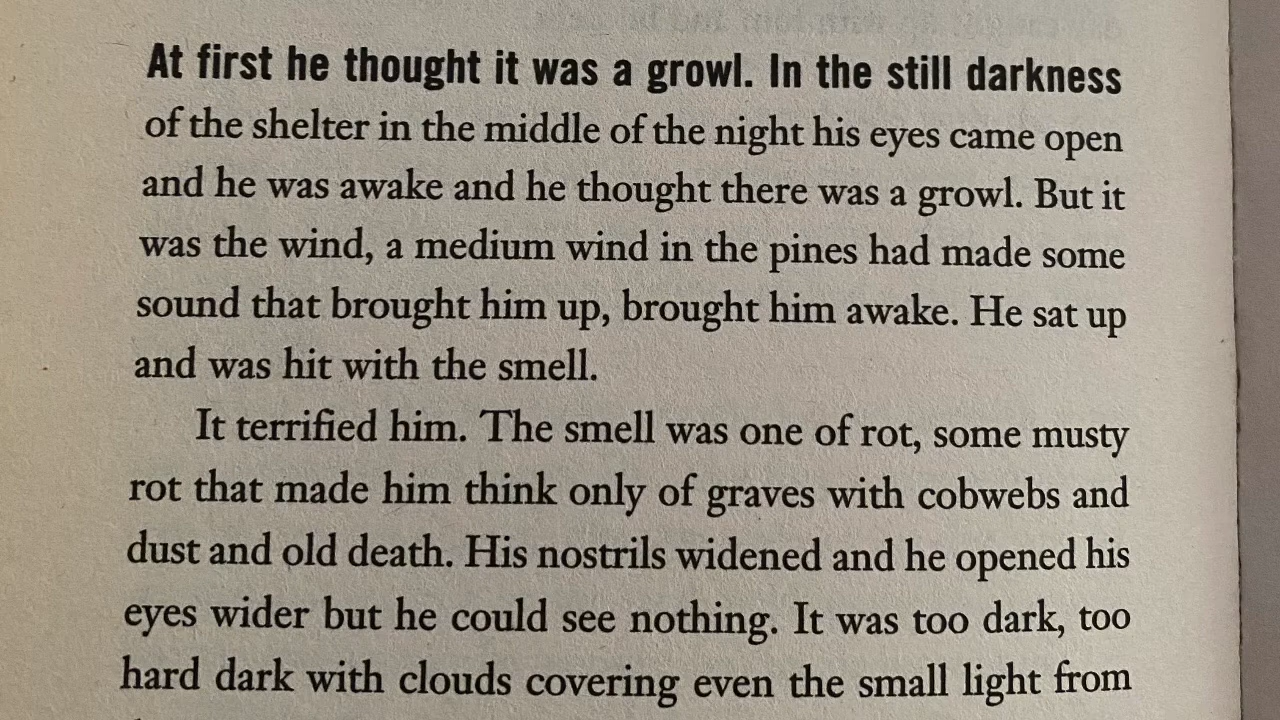 At first he thought it was a growl. In the still darkness
of the shelter in the middle of the night his eyes came open
and he was awake and he thought there was a growl. But it
was the wind, a medium wind in the pines had made some
sound that brought him up, brought him awake. He sat up
and was hit with the smell.
It terrified him. The smell was one of rot, some musty
rot that made him think only of graves with cobwebs and
dust and old death. His nostrils widened and he opened his
eyes wider but he could see nothing. It was too dark, too
hard dark with clouds covering even the small light from